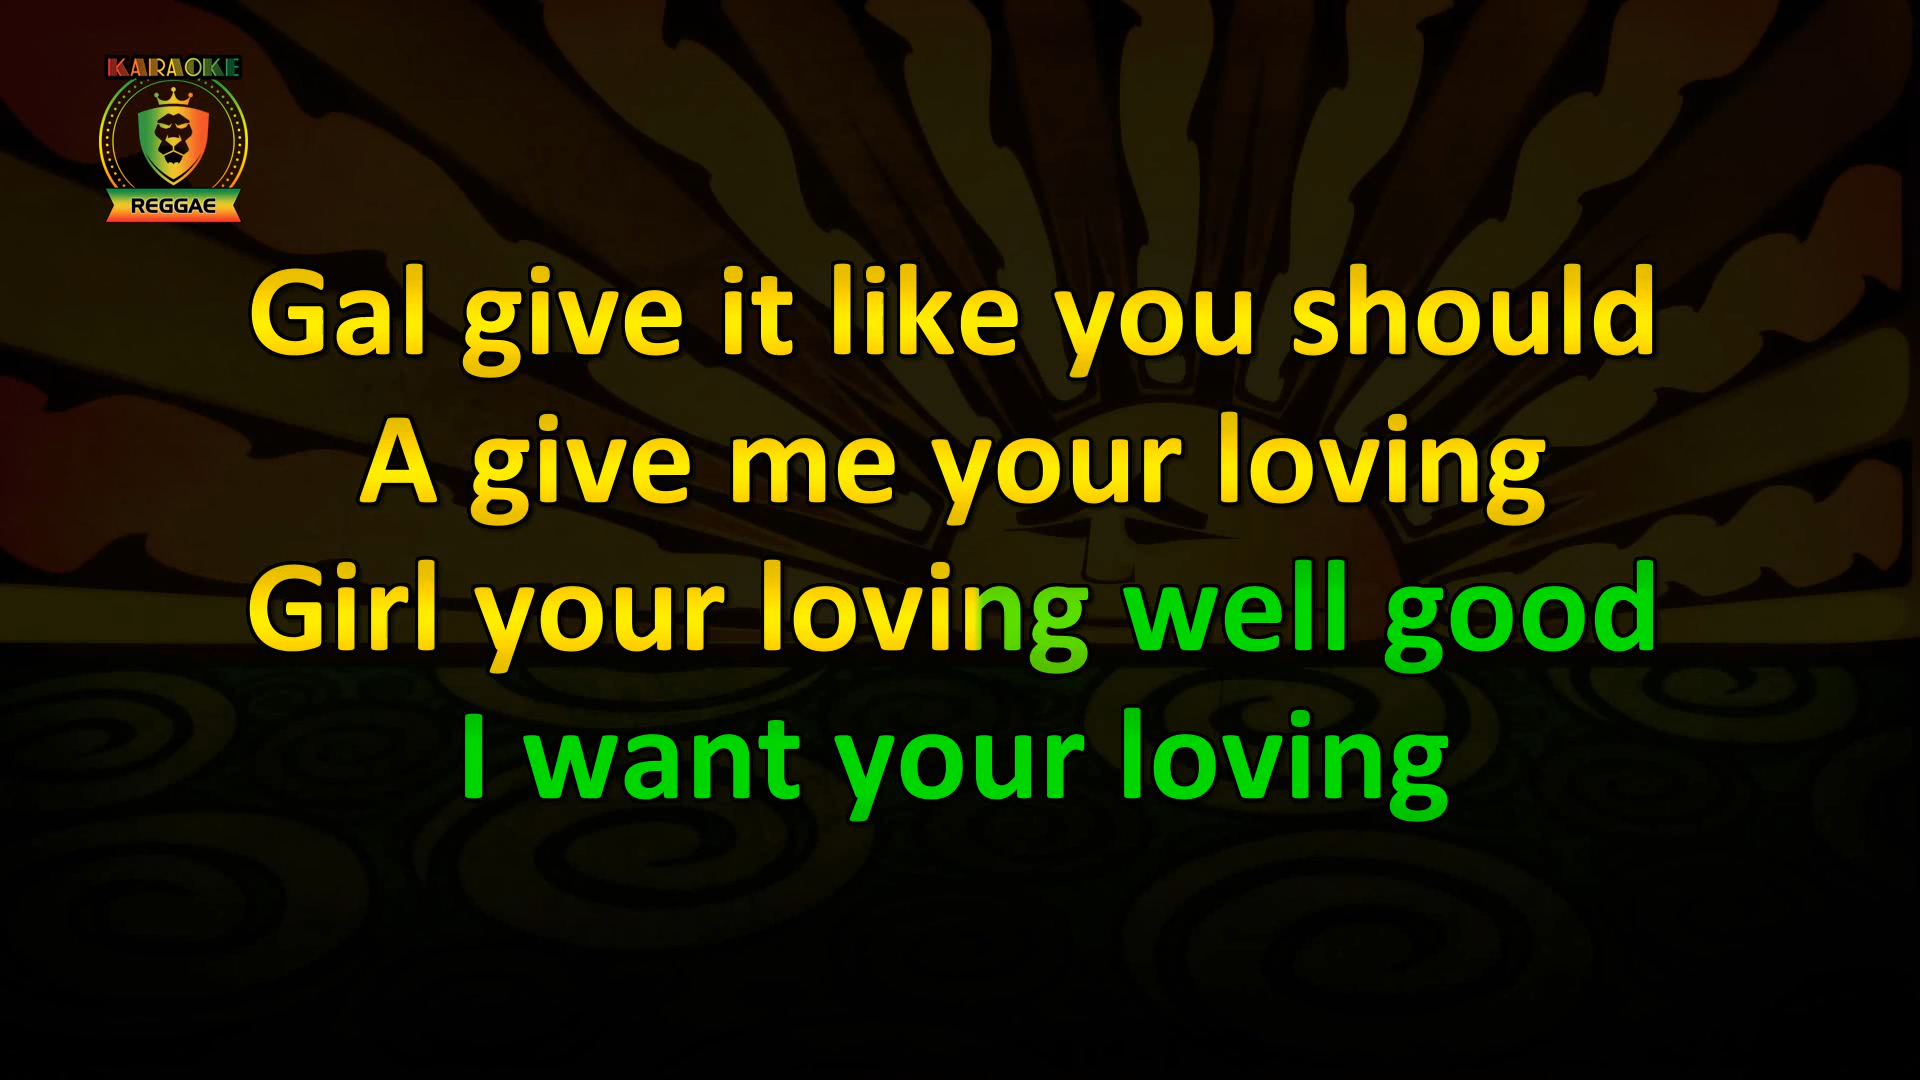 KARAOKE
REGGAE
Gal give it like you should
A give me your loving
Girl your loving well good
I want your loving